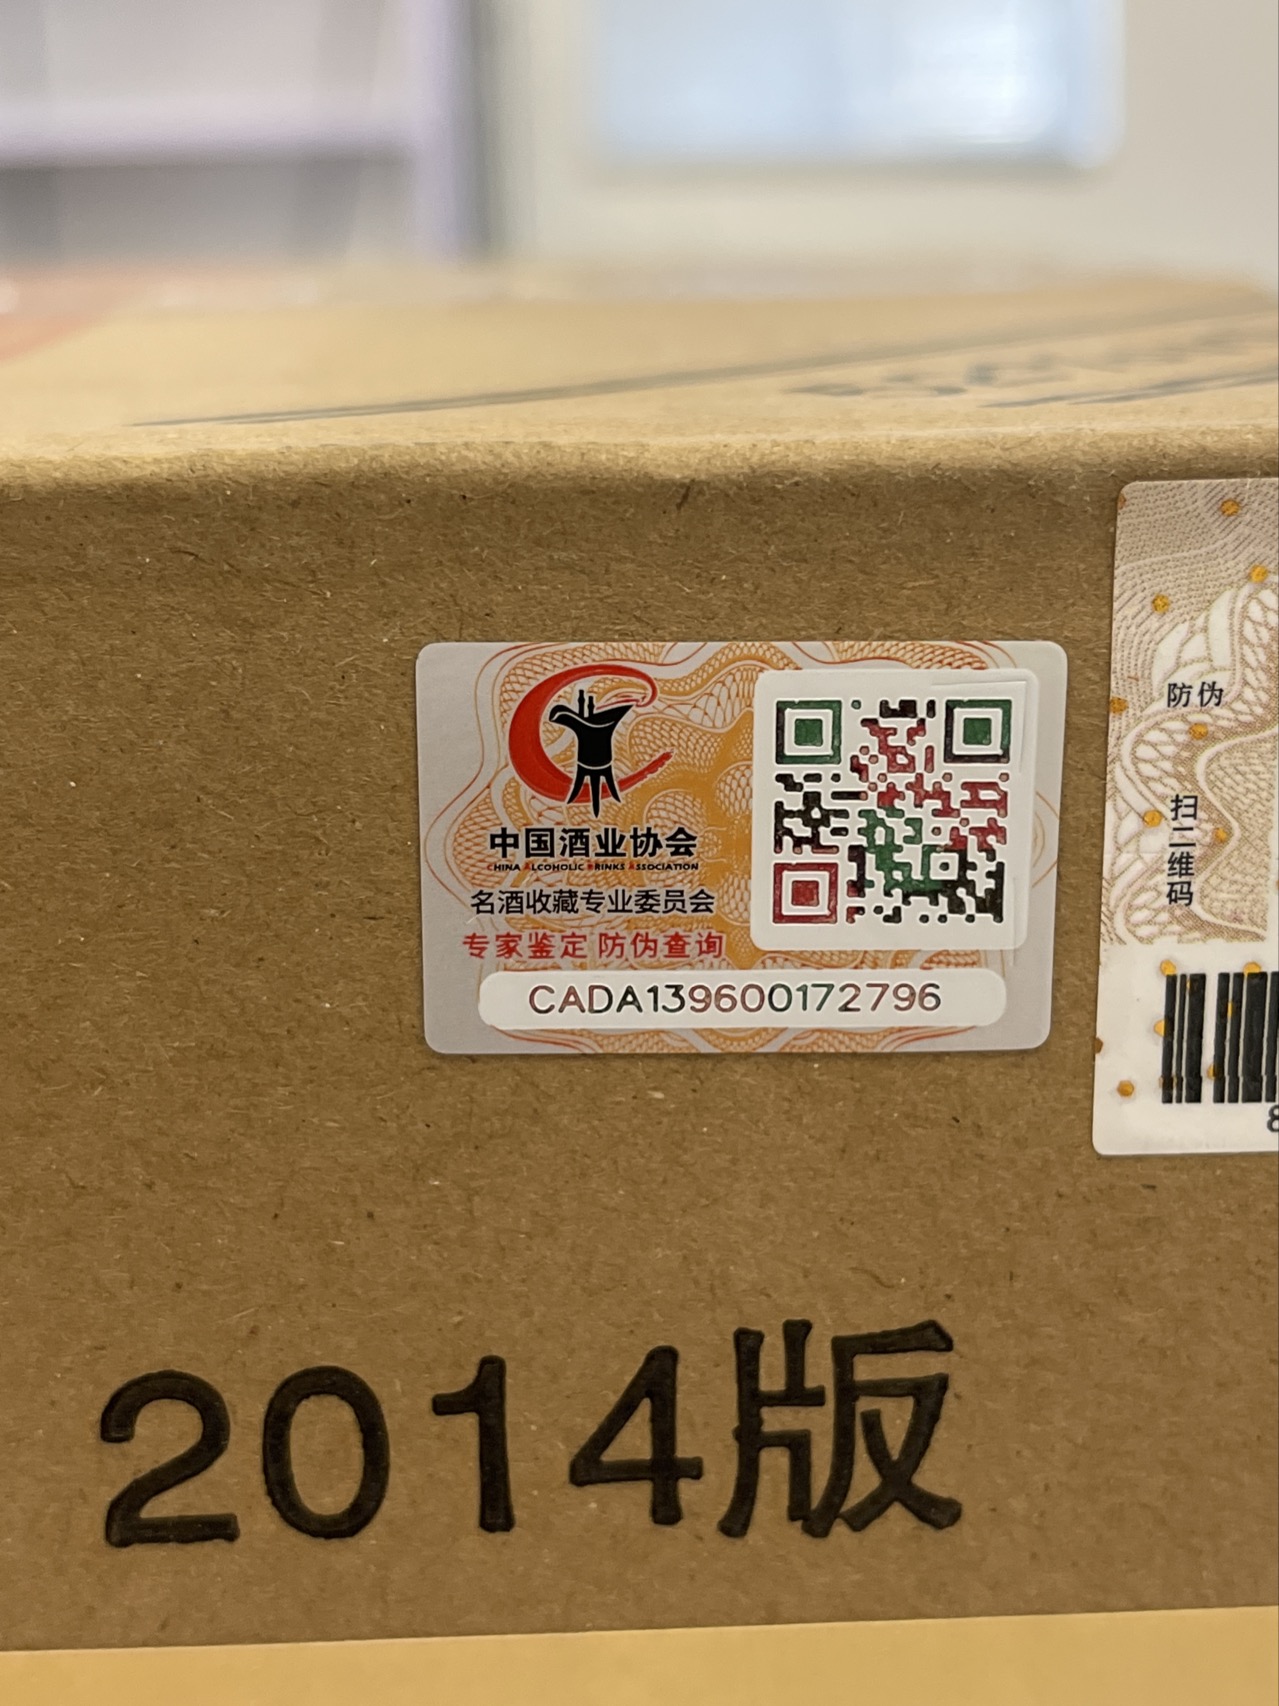 中国酒业协会
CHINA ALCOHOLIC DRINKS ASSOCIATION
名酒收藏专业委员会
专家鉴定 防伪查询
CADA139600172796
防伪
扫二维码
8
2014版